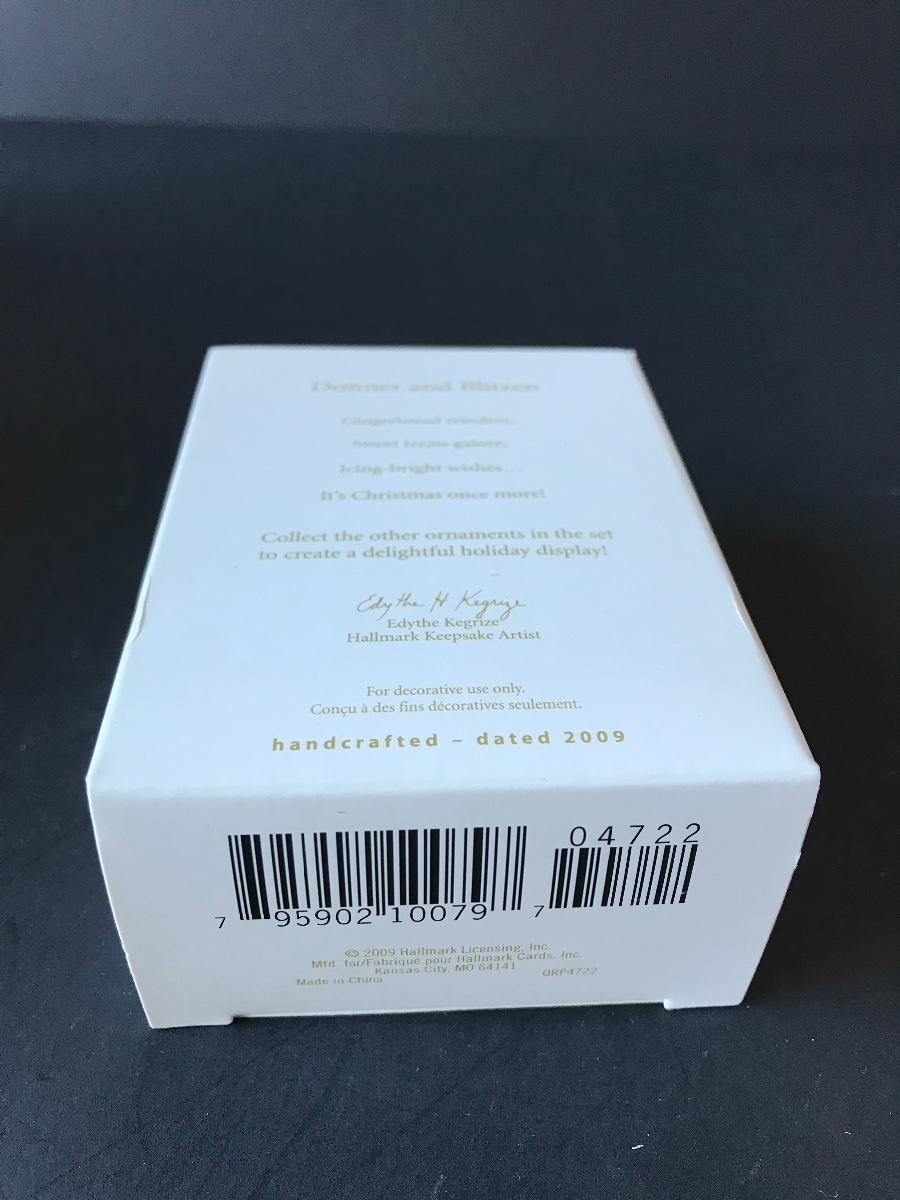 Donner and Blitzen
Gingerbread reindeer,
Sweet treats galore,
Icing-bright wishes...
It's Christmas once more!
Collect the other ornaments in the set
to create a delightful holiday display!
Edythe H. Kegrize
Edythe Kegrize
Hallmark Keepsake Artist
For decorative use only.
Conçu à des fins décoratives seulement.
handcrafted – dated 2009
04722
7 95902 10079 7
© 2009 Hallmark Licensing, Inc.
Mfd. for/Fabriqué pour Hallmark Cards, Inc.
Kansas City, MO 64141
Made in China QRP4722